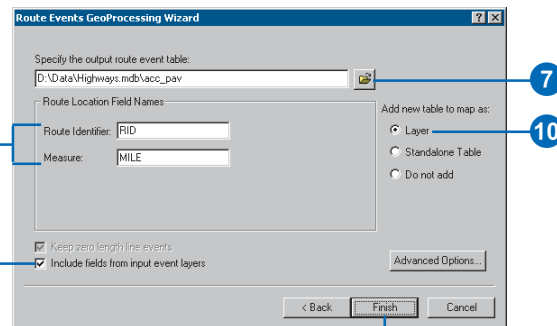 Route Events GeoProcessing Wizard
Specify the output route event table:
D:\Data\Highways.mdb\acc_pav
7
Route Location Field Names
Route Identifier: RID
Measure: MILE
Add new table to map as:
Layer
10
Standalone Table
Do not add
Keep zero length line events
Include fields from input event layers
Advanced Options...
< Back
Finish
Cancel